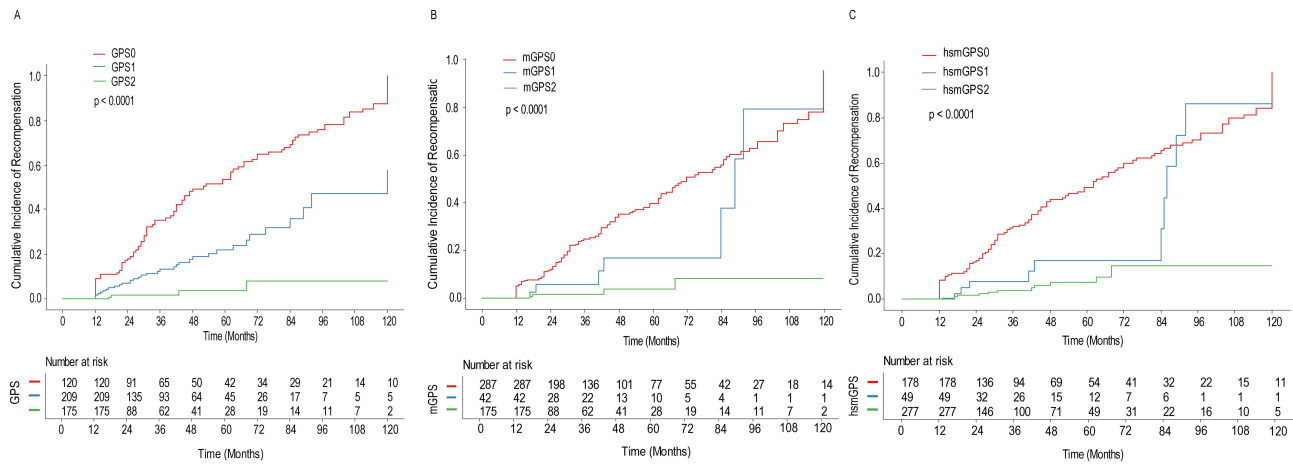 A
GPS0
GPS1
GPS2
p < 0.0001
Cumulative Incidence of Recompensation
1.0
0.8
0.6
0.4
0.2
0.0
0 12 24 36 48 60 72 84 96 108 120
Time (Months)
Number at risk
GPS
120 120 91 65 50 42 34 29 21 14 10
209 209 135 93 64 45 26 17 7 5 5
175 175 88 62 41 28 19 14 11 7 2
0 12 24 36 48 60 72 84 96 108 120
Time (Months)
B
mGPS0
mGPS1
mGPS2
p < 0.0001
Cumulative Incidence of Recompensatic
1.0
0.8
0.6
0.4
0.2
0.0
0 12 24 36 48 60 72 84 96 108 120
Time (Months)
Number at risk
mGPS
287 287 198 136 101 77 55 42 27 18 14
42 42 28 22 13 10 5 4 1 1 1
175 175 88 62 41 28 19 14 11 7 2
0 12 24 36 48 60 72 84 96 108 120
Time (Months)
C
hsmGPS0
hsmGPS1
hsmGPS2
p < 0.0001
Cumulative Incidence of Recompensation
1.0
0.8
0.6
0.4
0.2
0.0
0 12 24 36 48 60 72 84 96 108 120
Time (Months)
Number at risk
hsmGPS
178 178 136 94 69 54 41 32 22 15 11
49 49 32 26 15 12 7 6 1 1 1
277 277 146 100 71 49 31 22 16 10 5
0 12 24 36 48 60 72 84 96 108 120
Time (Months)